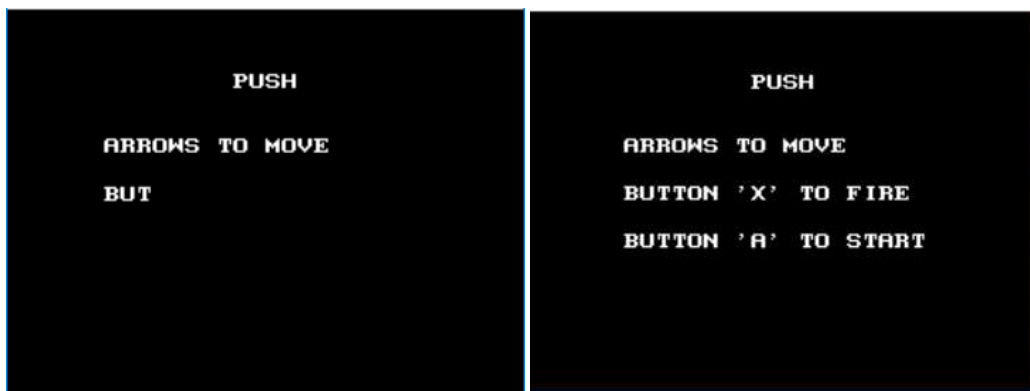 PUSH
ARROWS TO MOVE
BUT
PUSH
ARROWS TO MOVE
BUTTON 'X' TO FIRE
BUTTON 'A' TO START